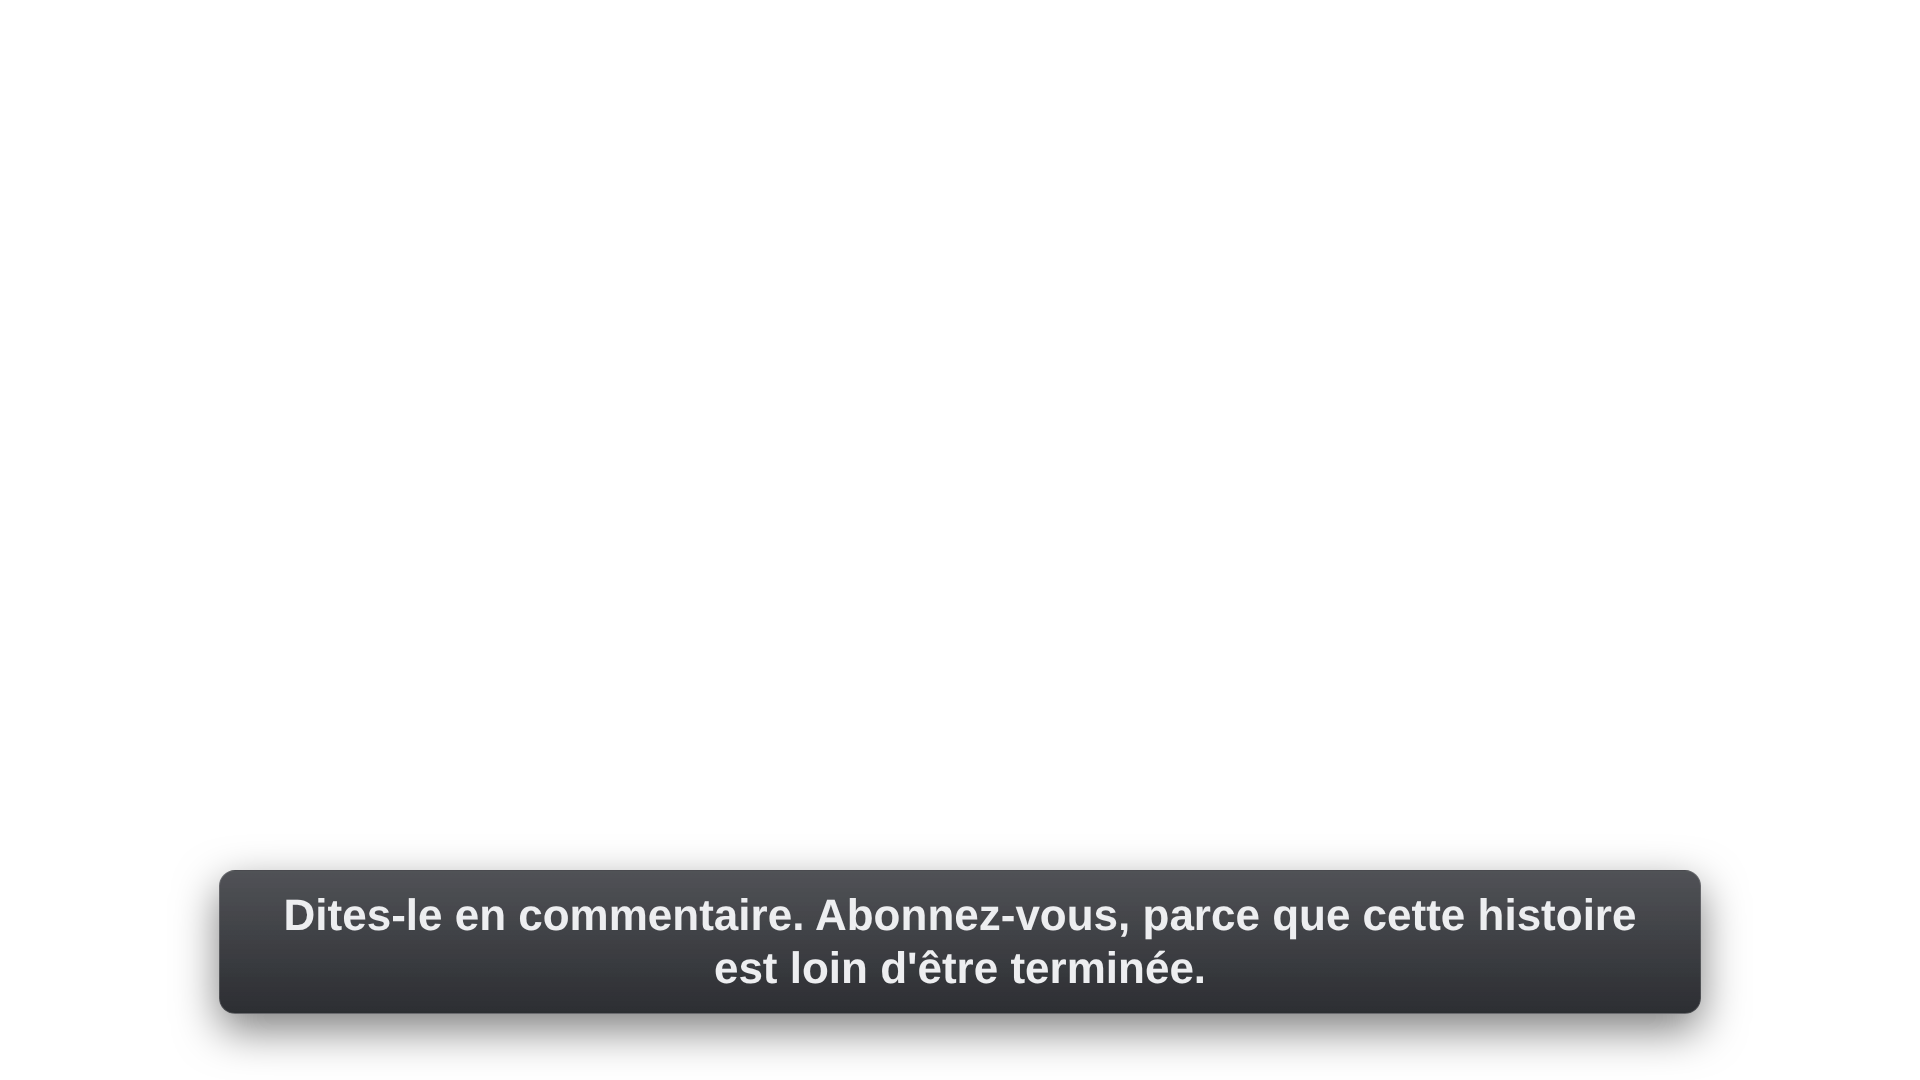 Dites-le en commentaire. Abonnez-vous, parce que cette histoire
est loin d'être terminée.